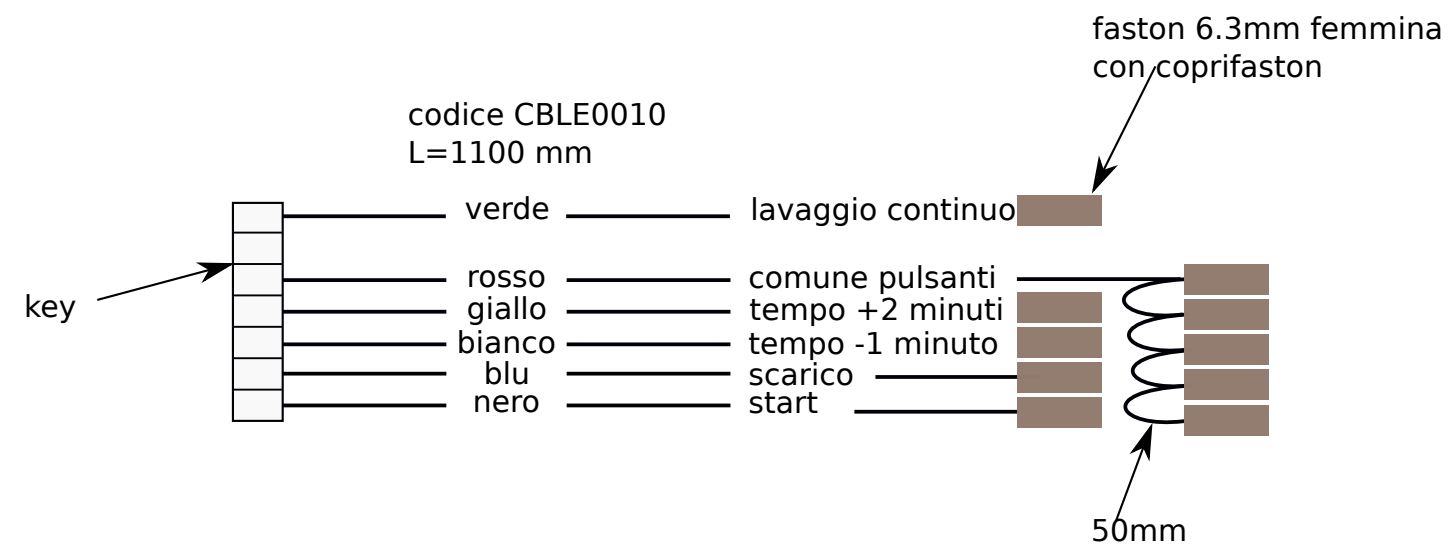 faston 6.3mm femmina
con coprifaston
codice CBLE0010
L=1100 mm
verde lavaggio continuo
rosso comune pulsanti
key
giallo tempo +2 minuti
bianco tempo -1 minuto
blu scarico
nero start
50mm